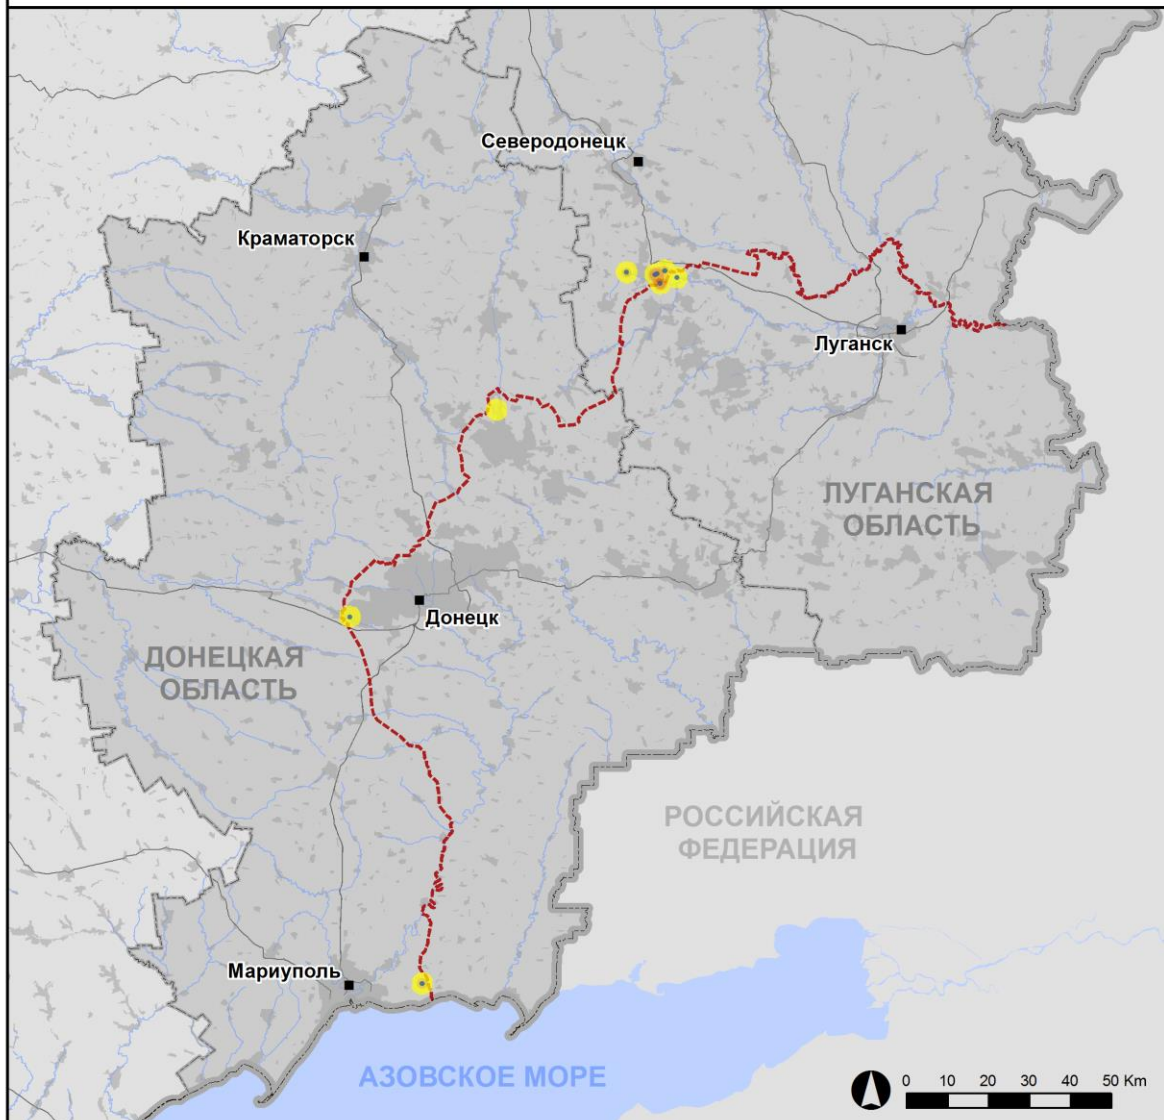 Северодонецк
Краматорск
Луганск
ЛУГАНСКАЯ
ОБЛАСТЬ
Донецк
ДОНЕЦКАЯ
ОБЛАСТЬ
РОССИЙСКАЯ
ФЕДЕРАЦИЯ
Мариуполь
АЗОВСКОЕ МОРЕ
0 10 20 30 40 50 Km